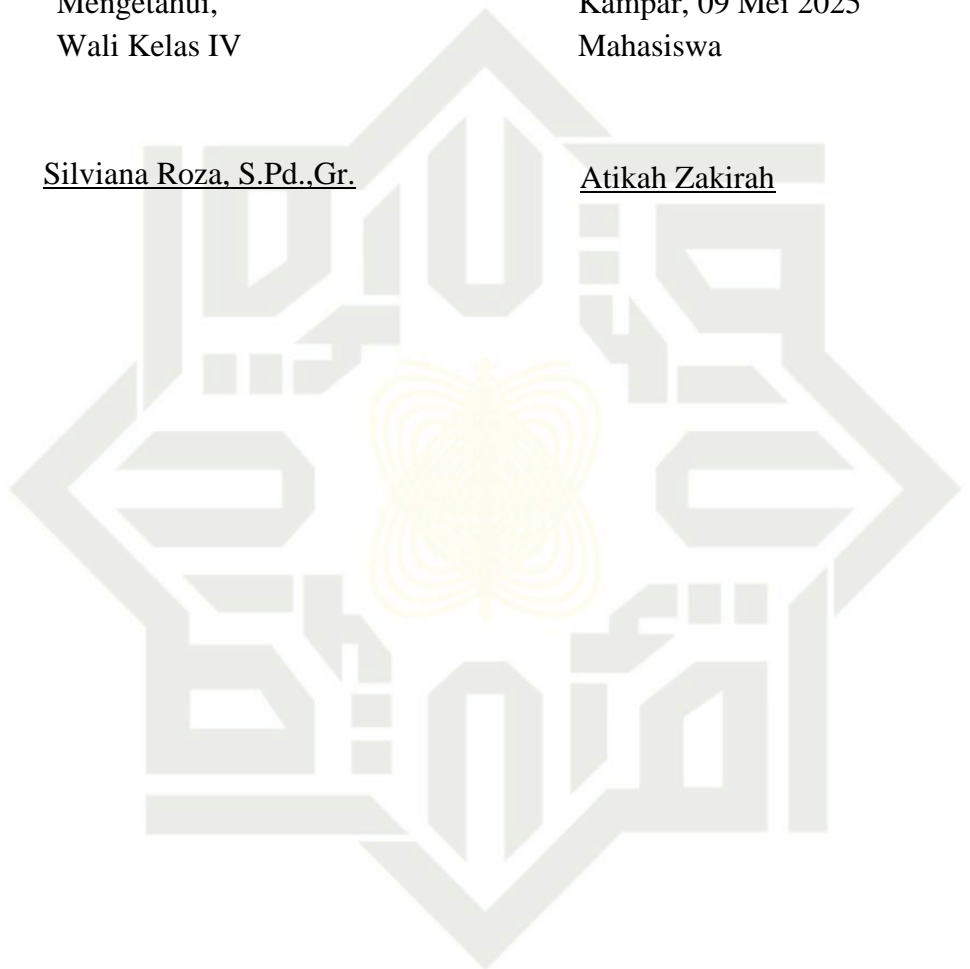 Mengetahui,
Kampar, 09 Mei 2025
Wali Kelas IV
Mahasiswa
Silviana Roza, S.Pd.,Gr.
Atikah Zakirah